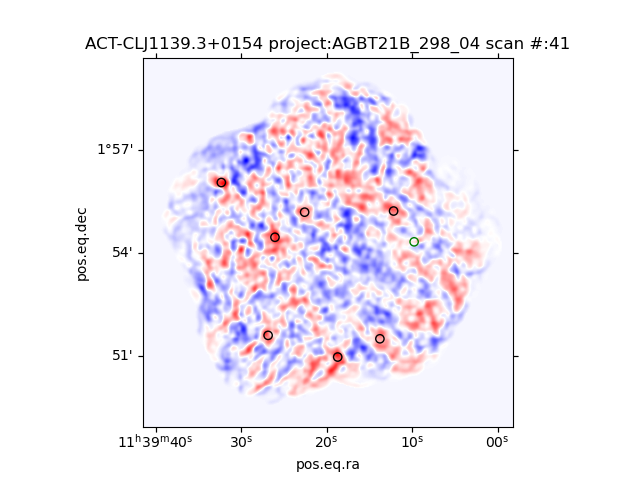 ACT-CLJ1139.3+0154 project:AGBT21B_298_04 scan #:41
1°57'
54'
51'
pos.eq.dec
11ʰ39ᵐ40ˢ 30ˢ 20ˢ 10ˢ 00ˢ
pos.eq.ra